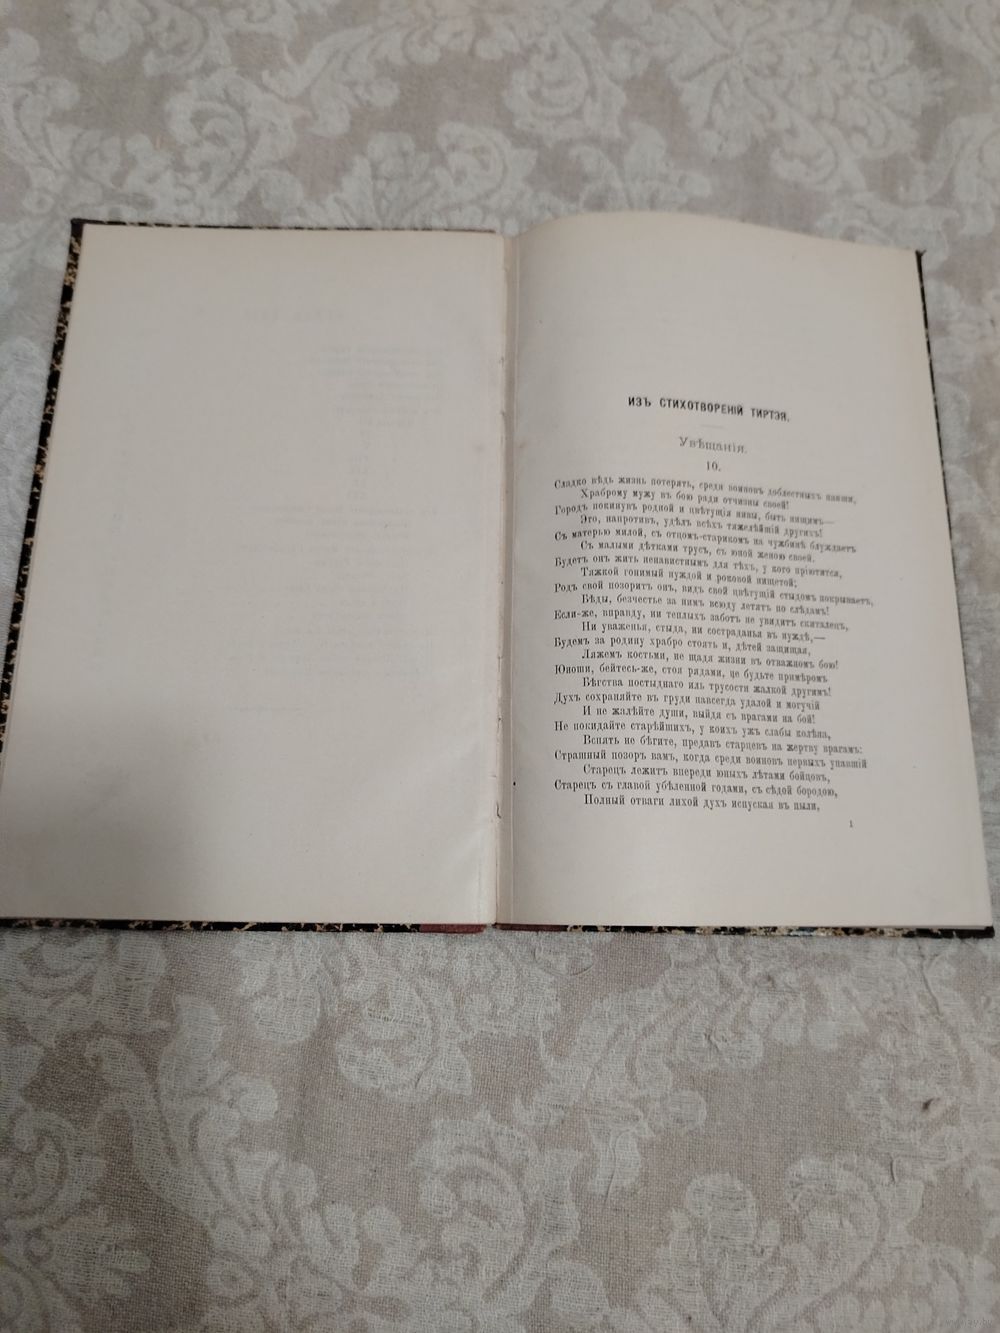 ИЗЪ СТИХОТВОРЕНІЙ ТИРТЭЯ.
Увѣщанія.
10.
Сладко вѣдь жизнь потерять, среди воиновъ доблестныхъ павши,
Храброму мужу въ бою ради отчизны своей!
Городъ покинувъ родной и цвѣтущія нивы, быть нищимъ—
Это, напротивъ, удѣлъ всѣхъ тяжелѣйшій другихъ!
Съ матерью милой, съ отцомъ-старикомъ на чужбинѣ блуждаетъ
Съ малыми дѣтками трусъ, съ юной женою своей.
Будетъ онъ жить ненавистнымъ для тѣхъ, у кого пріютится,
Тяжкой гонимый нуждой и роковой нищетой;
Родъ свой позоритъ онъ, видъ свой цвѣтущій стыдомъ покрываетъ,
Бѣды, безчестье за нимъ всюду летятъ по слѣдамъ!
Если-же, вправду, ни теплыхъ заботъ не увидитъ скиталецъ,
Ни уваженья, стыда, ни состраданья въ нуждѣ,—
Будемъ за родину храбро стоять и, дѣтей защищая,
Ляжемъ костьми, не щадя жизни въ отважномъ бою!
Юноши, бейтесь-же, стоя рядами, не будьте примѣромъ
Бѣгства постыднаго иль трусости жалкой другимъ!
Духъ сохраняйте въ груди навсегда удалой и могучій
И не жалѣйте души, выйдя съ врагами на бой!
Не покидайте старѣйшихъ, у коихъ ужъ слабы колѣна,
Вспять не бѣгите, предавъ старцевъ на жертву врагамъ:
Страшный позоръ вамъ, когда среди воиновъ первыхъ упавшій
Старецъ лежитъ впереди юныхъ лѣтами бойцовъ,
Старецъ съ главой убѣленной годами, съ сѣдой бородою,
Полный отваги лихой духъ испуская въ пыли,
1